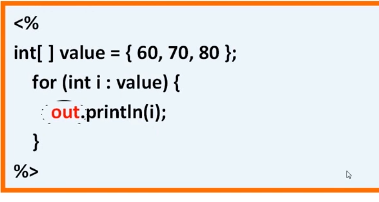 <%
int[ ] value = { 60, 70, 80 };
for (int i : value) {
out.println(i);
}
%>